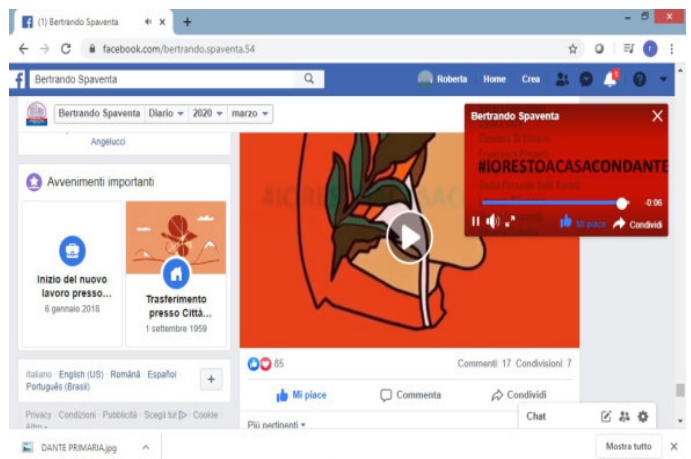 (1) Bertrando Spaventa
facebook.com/bertrando.spaventa.54
Bertrando Spaventa
Roberta Home Crea
Bertrando Spaventa Diario 2020 marzo
Angelucci
Avvenimenti importanti
Inizio del nuovo
lavoro presso...
6 gennaio 2018
Trasferimento
presso Città...
1 settembre 1959
Italiano · English (US) · Română · Español ·
Português (Brasil)
Privacy · Condizioni · Pubblicità · Scegli tu! · Cookie ·
Altro
Bertrando Spaventa
#IORESTOACASACONDANTE
-0:06
Mi piace Condividi
85 Commenti: 17 Condivisioni: 7
Mi piace Commenta Condividi
Più pertinenti
Chat
DANTE PRIMARIA.jpg
Mostra tutto